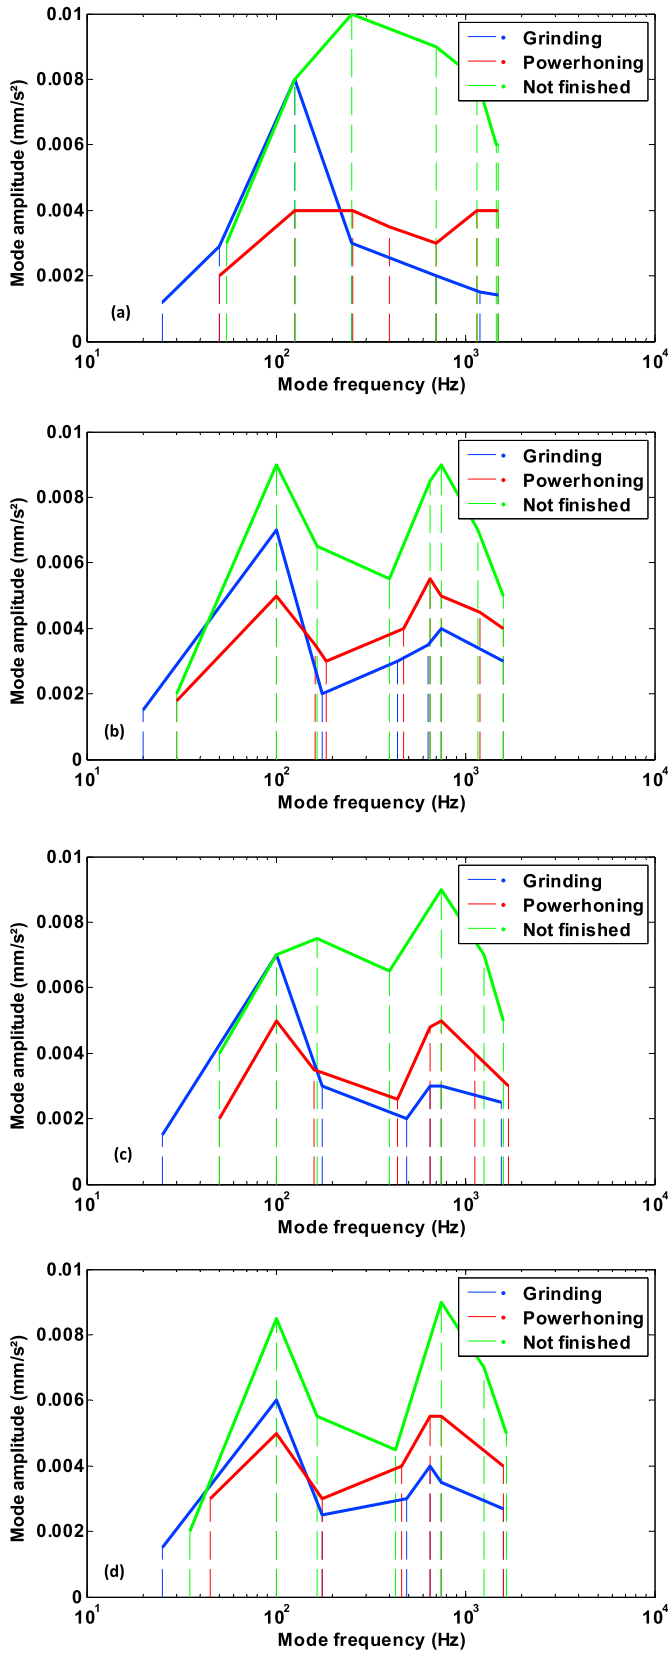 0.01
Grinding
Powerhoning
Not finished
0.008
0.006
0.004
0.002
0
Mode amplitude (mm/s²)
(a)
10¹ 10² 10³ 10⁴
Mode frequency (Hz)
0.01
Grinding
Powerhoning
Not finished
0.008
0.006
0.004
0.002
0
Mode amplitude (mm/s²)
(b)
10¹ 10² 10³ 10⁴
Mode frequency (Hz)
0.01
Grinding
Powerhoning
Not finished
0.008
0.006
0.004
0.002
0
Mode amplitude (mm/s²)
(c)
10¹ 10² 10³ 10⁴
Mode frequency (Hz)
0.01
Grinding
Powerhoning
Not finished
0.008
0.006
0.004
0.002
0
Mode amplitude (mm/s²)
(d)
10¹ 10² 10³ 10⁴
Mode frequency (Hz)